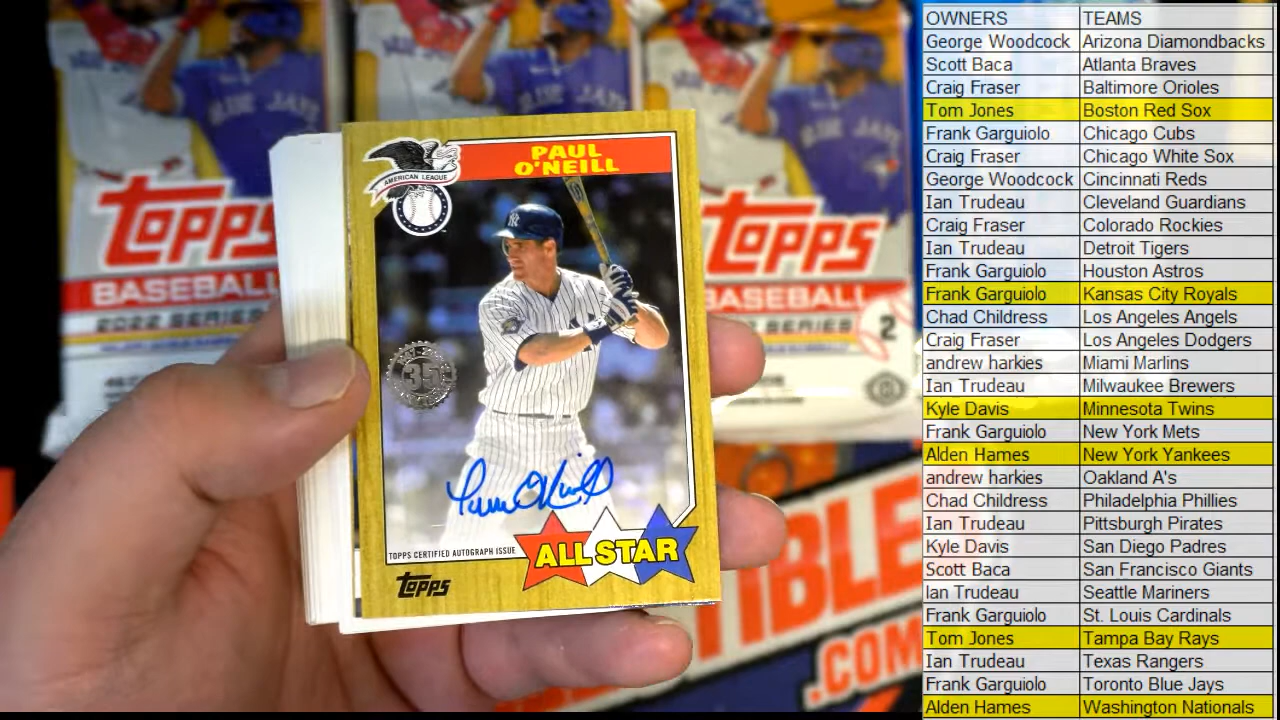 TOPPS
BASEBALL
2022 SERIES
BLUE JAYS
AMERICAN LEAGUE
PAUL
O'NEILL
NY
35
TOPPS CERTIFIED AUTOGRAPH ISSUE
ALL STAR
TOPPS
TOPPS
BASEBALL
SERIES
2
.COM
OWNERS TEAMS
George Woodcock Arizona Diamondbacks
Scott Baca Atlanta Braves
Craig Fraser Baltimore Orioles
Tom Jones Boston Red Sox
Frank Garguiolo Chicago Cubs
Craig Fraser Chicago White Sox
George Woodcock Cincinnati Reds
Ian Trudeau Cleveland Guardians
Craig Fraser Colorado Rockies
Ian Trudeau Detroit Tigers
Frank Garguiolo Houston Astros
Frank Garguiolo Kansas City Royals
Chad Childress Los Angeles Angels
Craig Fraser Los Angeles Dodgers
andrew harkies Miami Marlins
Ian Trudeau Milwaukee Brewers
Kyle Davis Minnesota Twins
Frank Garguiolo New York Mets
Alden Hames New York Yankees
andrew harkies Oakland A's
Chad Childress Philadelphia Phillies
Ian Trudeau Pittsburgh Pirates
Kyle Davis San Diego Padres
Scott Baca San Francisco Giants
Ian Trudeau Seattle Mariners
Frank Garguiolo St. Louis Cardinals
Tom Jones Tampa Bay Rays
Ian Trudeau Texas Rangers
Frank Garguiolo Toronto Blue Jays
Alden Hames Washington Nationals